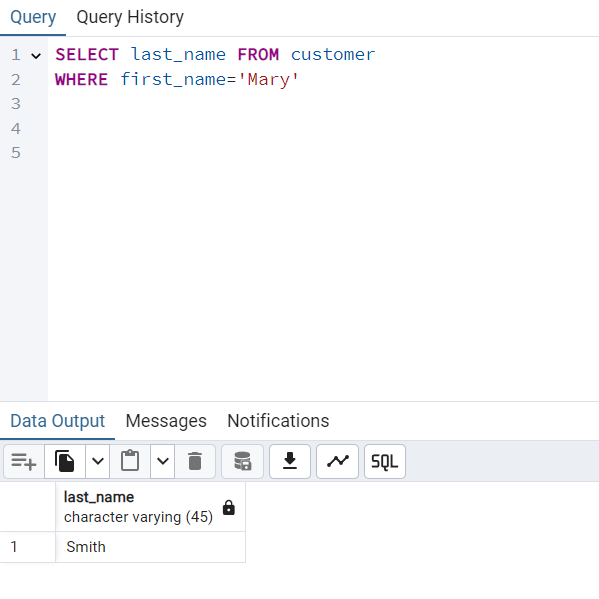 Query Query History
1 SELECT last_name FROM customer
2 WHERE first_name='Mary'
3
4
5
Data Output Messages Notifications
SQL
last_name
character varying (45)
1 Smith